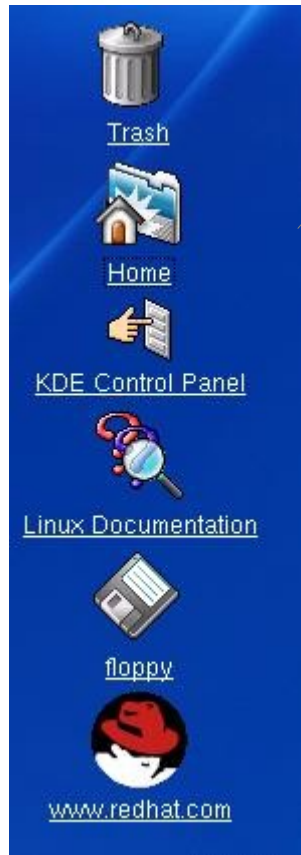 Trash
Home
KDE Control Panel
Linux Documentation
floppy
www.redhat.com